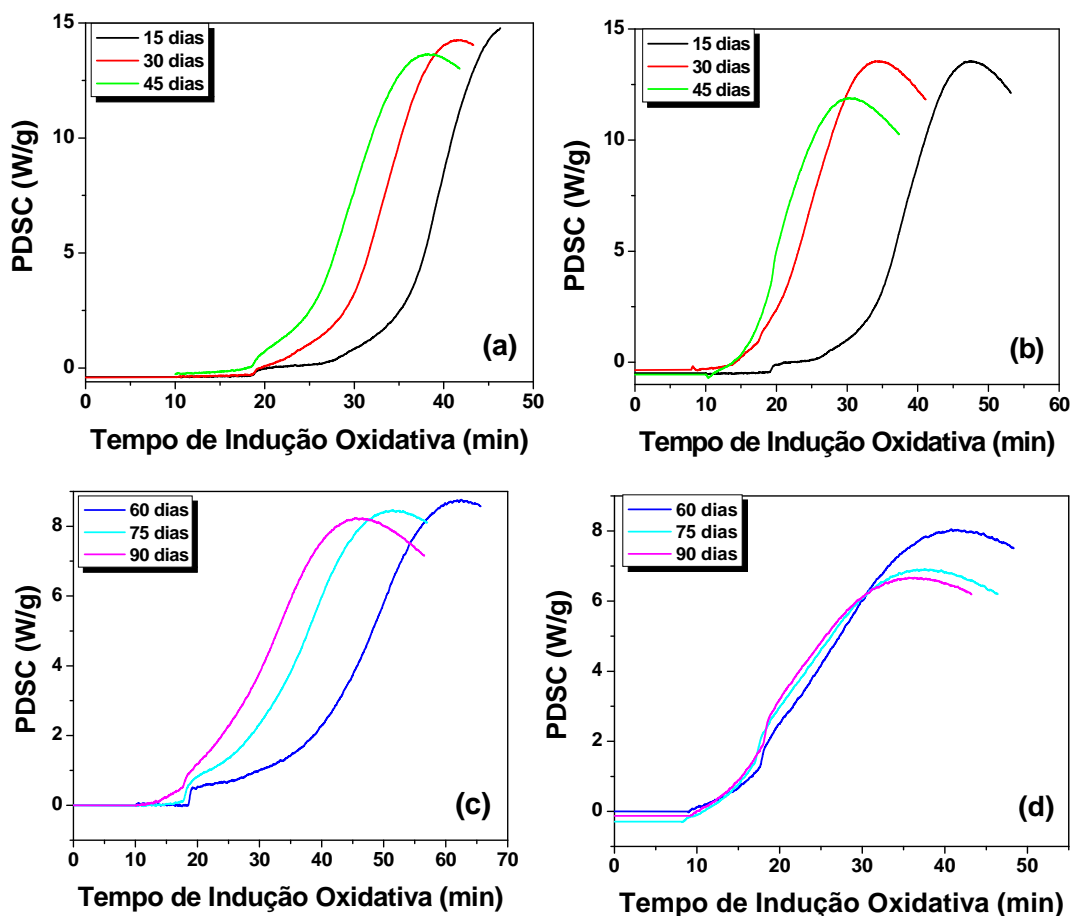 15 dias
30 dias
45 dias
PDSC (W/g)
15
10
5
0
0 10 20 30 40 50
(a)
Tempo de Indução Oxidativa (min)
15 dias
30 dias
45 dias
PDSC (W/g)
15
10
5
0
0 10 20 30 40 50 60
(b)
Tempo de Indução Oxidativa (min)
60 dias
75 dias
90 dias
PDSC (W/g)
8
6
4
2
0
0 10 20 30 40 50 60 70
(c)
Tempo de Indução Oxidativa (min)
60 dias
75 dias
90 dias
PDSC (W/g)
8
6
4
2
0
0 10 20 30 40 50
(d)
Tempo de Indução Oxidativa (min)